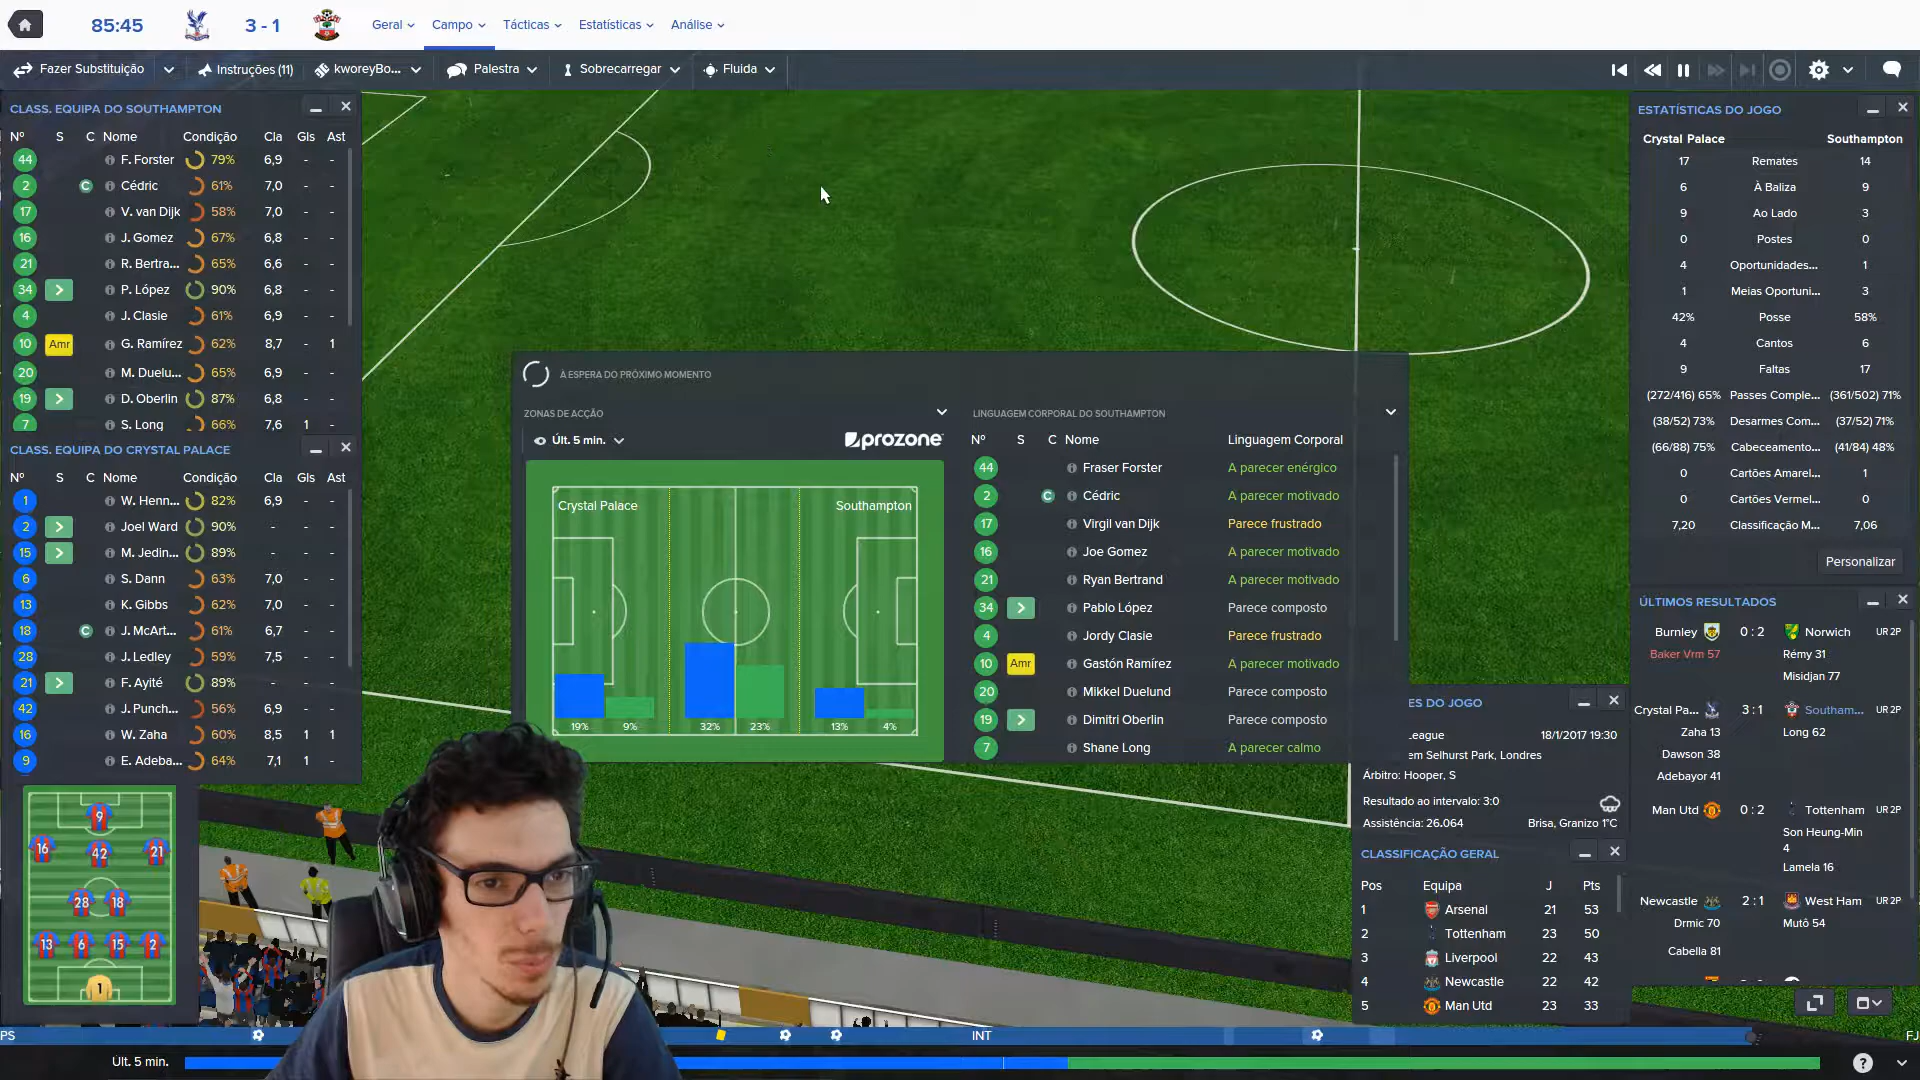 85:45 3 - 1 Geral Campo Tácticas Estatísticas Análise
Fazer Substituição Instruções (11) kworeyBo... Palestra Sobrecarregar Fluida
CLASS. EQUIPA DO SOUTHAMPTON
Nº S C Nome Condição Cla Gls Ast
44 F. Forster 79% 6,9 - -
2 C Cédric 61% 7,0 - -
17 V. van Dijk 58% 7,0 - -
16 J. Gomez 67% 6,8 - -
21 R. Bertra... 65% 6,6 - -
34 P. López 90% 6,8 - -
4 J. Clasie 61% 6,9 - -
10 Amr G. Ramírez 62% 8,7 - 1
20 M. Duelu... 65% 6,9 - -
19 D. Oberlin 87% 6,8 - -
7 S. Long 66% 7,6 1 -
CLASS. EQUIPA DO CRYSTAL PALACE
Nº S C Nome Condição Cla Gls Ast
1 W. Henn... 82% 6,9 - -
2 Joel Ward 90% - - -
15 M. Jedin... 89% - - -
6 S. Dann 63% 7,0 - -
13 K. Gibbs 62% 7,0 - -
18 C J. McArt... 61% 6,7 - -
28 J. Ledley 59% 7,5 - -
21 F. Ayité 89% - - -
42 J. Punch... 56% 6,9 - -
16 W. Zaha 60% 8,5 1 1
9 E. Adeba... 64% 7,1 1 -
9
16 42 21
28 18
13 6 15 2
1
À ESPERA DO PRÓXIMO MOMENTO
ZONAS DE ACÇÃO
Últ. 5 min. prozone
Crystal Palace Southampton
19% 9% 32% 23% 13% 4%
LINGUAGEM CORPORAL DO SOUTHAMPTON
Nº S C Nome Linguagem Corporal
44 Fraser Forster A parecer enérgico
2 C Cédric A parecer motivado
17 Virgil van Dijk Parece frustrado
16 Joe Gomez A parecer motivado
21 Ryan Bertrand A parecer motivado
34 Pablo López Parece composto
4 Jordy Clasie Parece frustrado
10 Amr Gastón Ramírez A parecer motivado
20 Mikkel Duelund Parece composto
19 Dimitri Oberlin Parece composto
7 Shane Long A parecer calmo
ESTATÍSTICAS DO JOGO
Crystal Palace Southampton
17 Remates 14
6 À Baliza 9
9 Ao Lado 3
0 Postes 0
4 Oportunidades... 1
1 Meias Oportuni... 3
42% Posse 58%
4 Cantos 6
9 Faltas 17
(272/416) 65% Passes Comple... (361/502) 71%
(38/52) 73% Desarmes Com... (37/52) 71%
(66/88) 75% Cabeceamento... (41/84) 48%
0 Cartões Amarel... 1
0 Cartões Vermel... 0
7,20 Classificação M... 7,06
Personalizar
ÚLTIMOS RESULTADOS
Burnley 0 : 2 Norwich UR 2P
Baker Vrm 57 Rémy 31
Misidjan 77
Crystal Pa... 3 : 1 Southam... UR 2P
Zaha 13 Long 62
Dawson 38
Adebayor 41
Man Utd 0 : 2 Tottenham UR 2P
Son Heung-Min
4
Lamela 16
Newcastle 2 : 1 West Ham UR 2P
Drmic 70 Mutô 54
Cabella 81
ES DO JOGO
League 18/1/2017 19:30
em Selhurst Park, Londres
Árbitro: Hooper, S
Resultado ao intervalo: 3:0
Assistência: 26.064 Brisa, Granizo 1°C
CLASSIFICAÇÃO GERAL
Pos Equipa J Pts
1 Arsenal 21 53
2 Tottenham 23 50
3 Liverpool 22 43
4 Newcastle 22 42
5 Man Utd 23 33
PS INT FJ
Últ. 5 min. ?